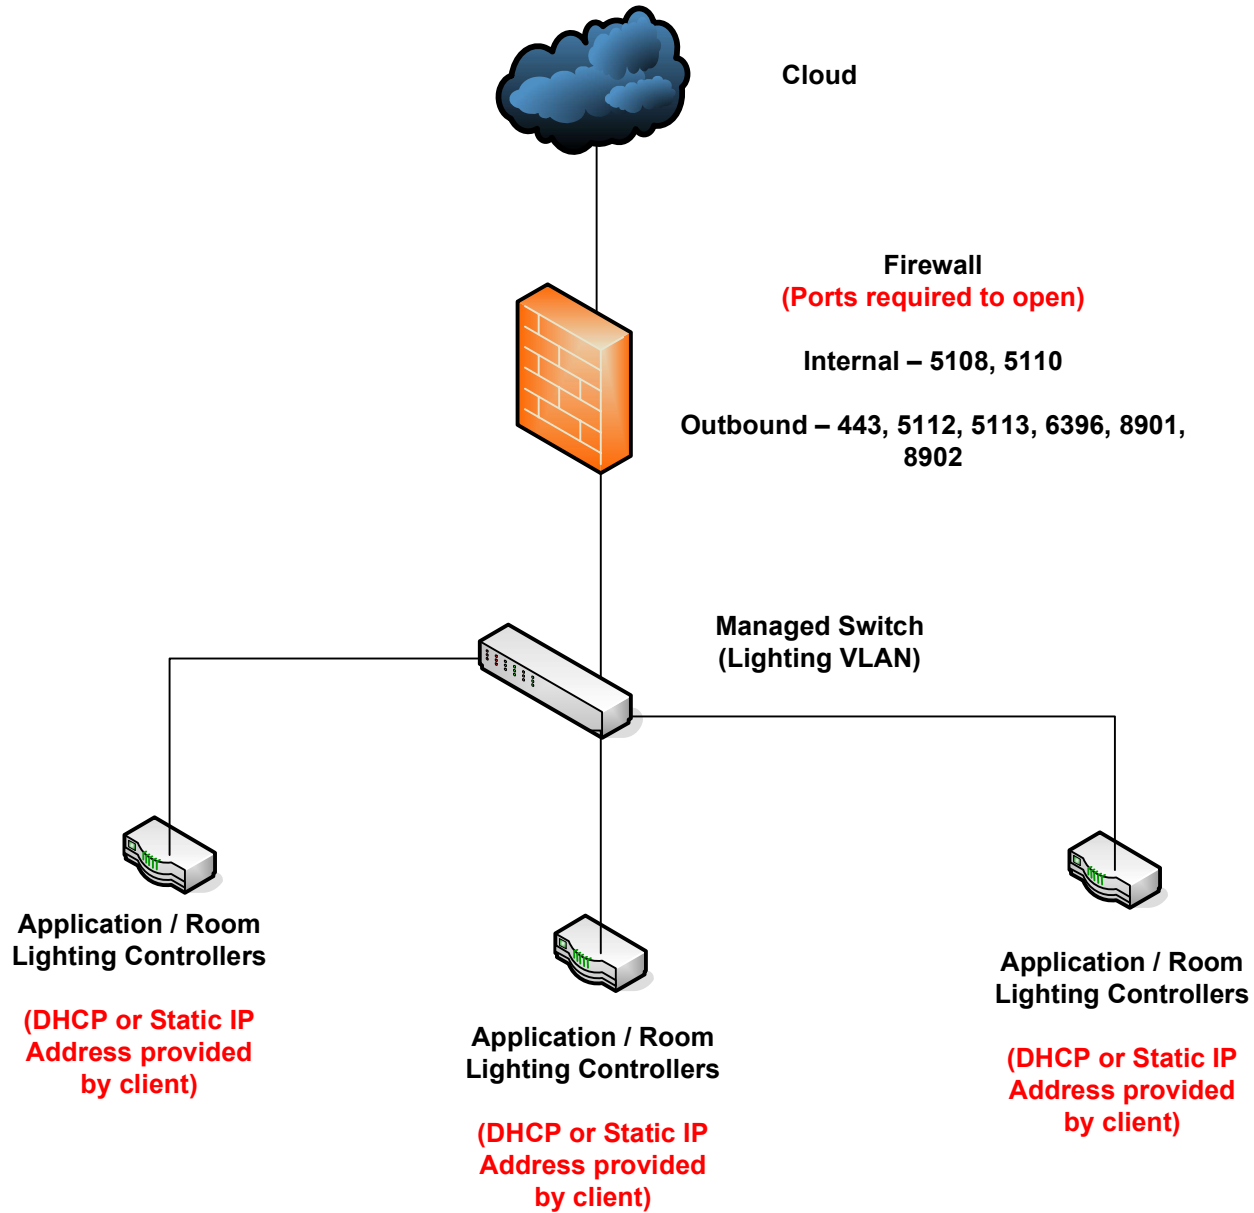 Cloud
Firewall
(Ports required to open)
Internal – 5108, 5110
Outbound – 443, 5112, 5113, 6396, 8901,
8902
Managed Switch
(Lighting VLAN)
Application / Room
Lighting Controllers
(DHCP or Static IP
Address provided
by client)
Application / Room
Lighting Controllers
(DHCP or Static IP
Address provided
by client)
Application / Room
Lighting Controllers
(DHCP or Static IP
Address provided
by client)